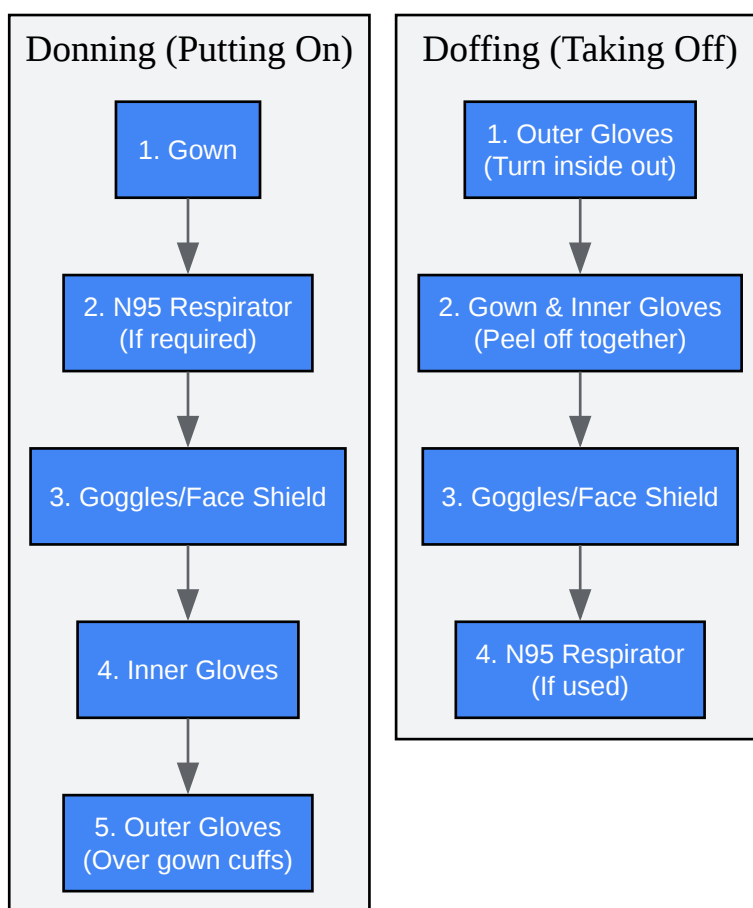 Donning (Putting On)
1. Gown
2. N95 Respirator
(If required)
3. Goggles/Face Shield
4. Inner Gloves
5. Outer Gloves
(Over gown cuffs)
Doffing (Taking Off)
1. Outer Gloves
(Turn inside out)
2. Gown & Inner Gloves
(Peel off together)
3. Goggles/Face Shield
4. N95 Respirator
(If used)